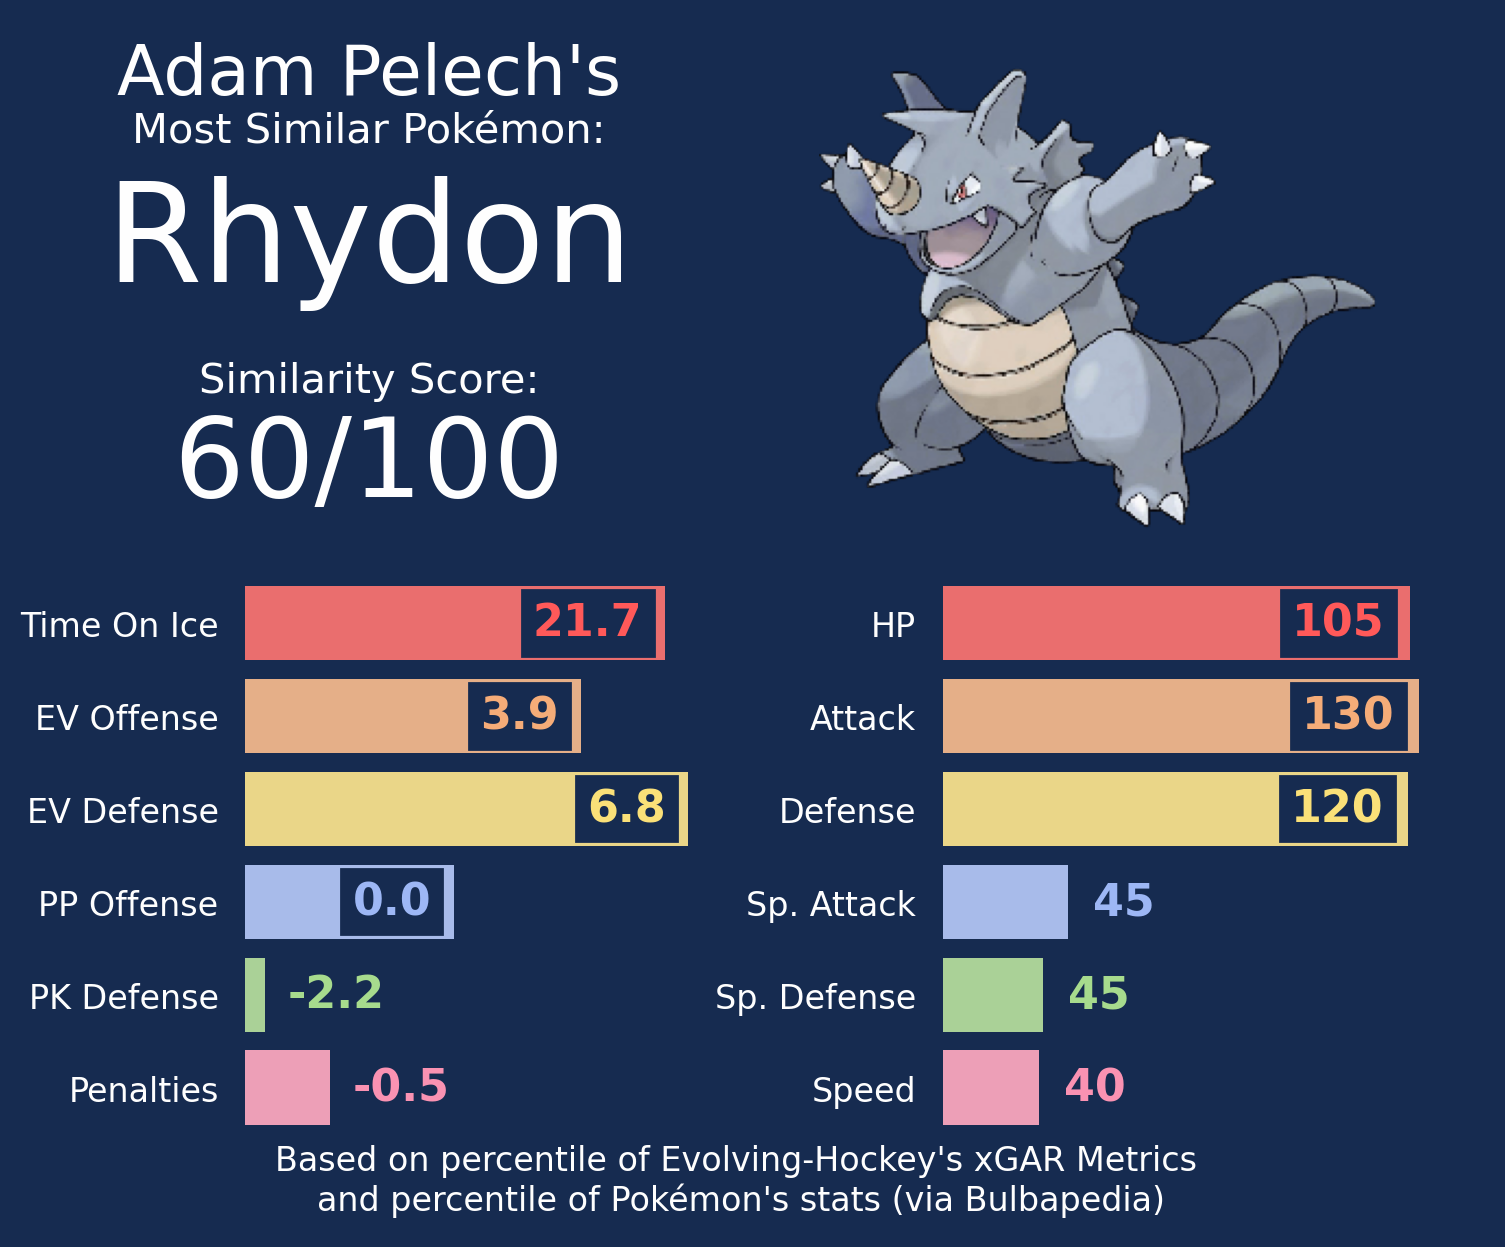 Adam Pelech's
Most Similar Pokémon:
Rhydon
Similarity Score:
60/100
Time On Ice 21.7
EV Offense 3.9
EV Defense 6.8
PP Offense 0.0
PK Defense -2.2
Penalties -0.5
HP 105
Attack 130
Defense 120
Sp. Attack 45
Sp. Defense 45
Speed 40
Based on percentile of Evolving-Hockey's xGAR Metrics
and percentile of Pokémon's stats (via Bulbapedia)